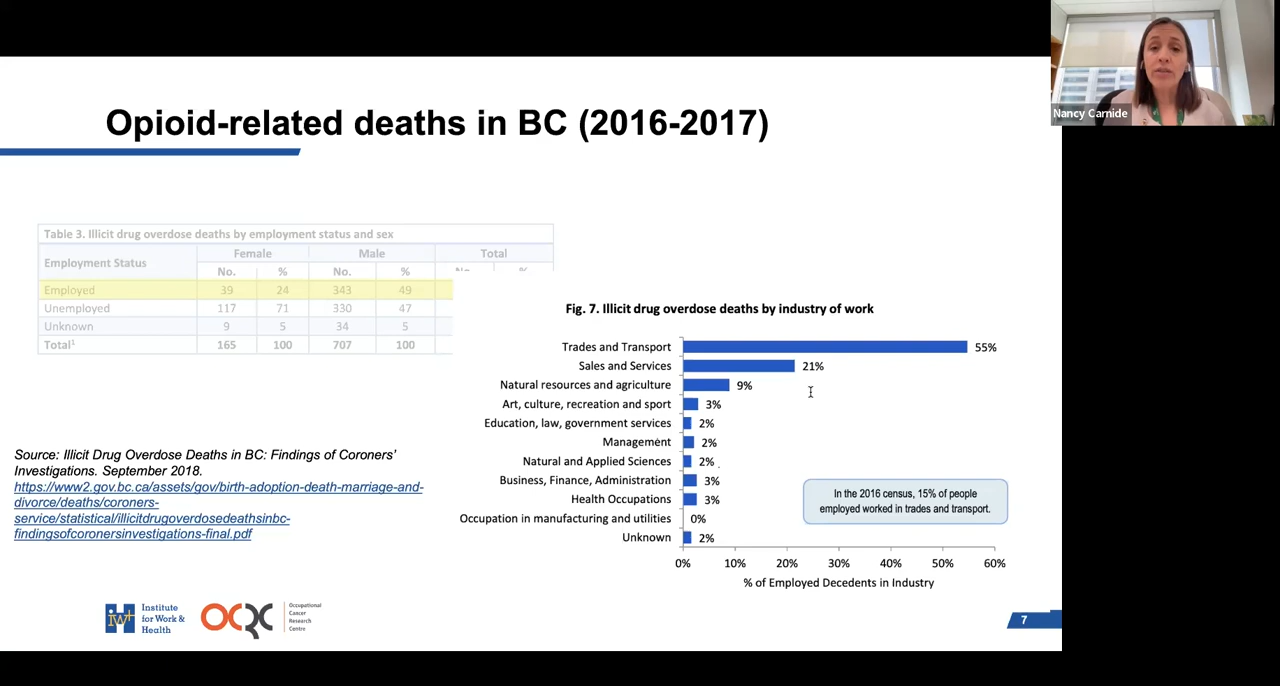 Nancy Carnide
Opioid-related deaths in BC (2016-2017)
Table 3. Illicit drug overdose deaths by employment status and sex
Employment Status Female Male Total
No. % No. % No. %
Employed 39 24 343 49
Unemployed 117 71 330 47
Unknown 9 5 34 5
Total¹ 165 100 707 100
Fig. 7. Illicit drug overdose deaths by industry of work
Trades and Transport 55%
Sales and Services 21%
Natural resources and agriculture 9%
Art, culture, recreation and sport 3%
Education, law, government services 2%
Management 2%
Natural and Applied Sciences 2%
Business, Finance, Administration 3%
Health Occupations 3%
Occupation in manufacturing and utilities 0%
Unknown 2%
0% 10% 20% 30% 40% 50% 60%
% of Employed Decedents in Industry
In the 2016 census, 15% of people
employed worked in trades and transport.
Source: Illicit Drug Overdose Deaths in BC: Findings of Coroners'
Investigations. September 2018.
https://www2.gov.bc.ca/assets/gov/birth-adoption-death-marriage-and-
divorce/deaths/coroners-
service/statistical/illicitdrugoverdosedeathsinbc-
findingsofcoronersinvestigations-final.pdf
iwh
Institute
for Work &
Health
OCRC
Occupational
Cancer
Research
Centre
7